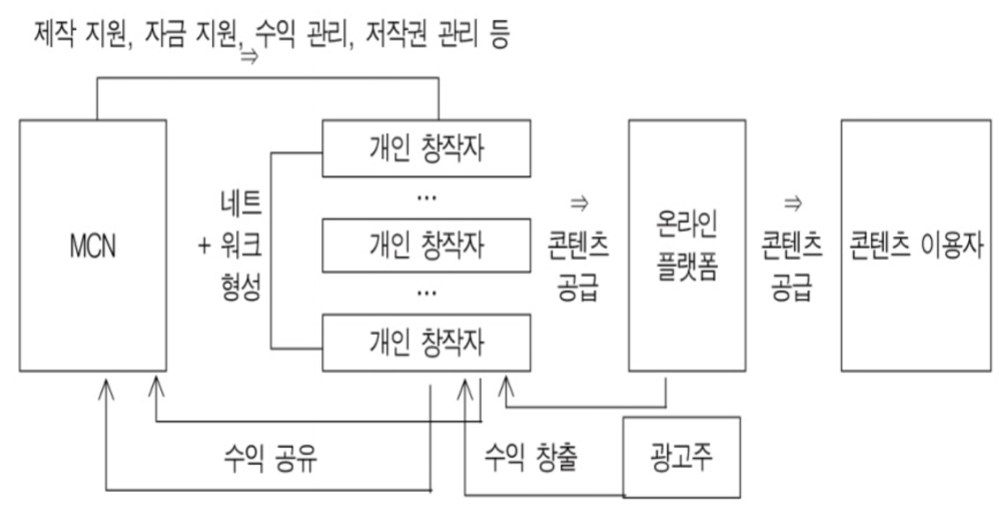 제작 지원, 자금 지원, 수익 관리, 저작권 관리 등
⇒
MCN
네트
+ 워크
형성
개인 창작자
...
개인 창작자
...
개인 창작자
⇒
콘텐츠
공급
온라인
플랫폼
⇒
콘텐츠
공급
콘텐츠 이용자
수익 공유
수익 창출
광고주